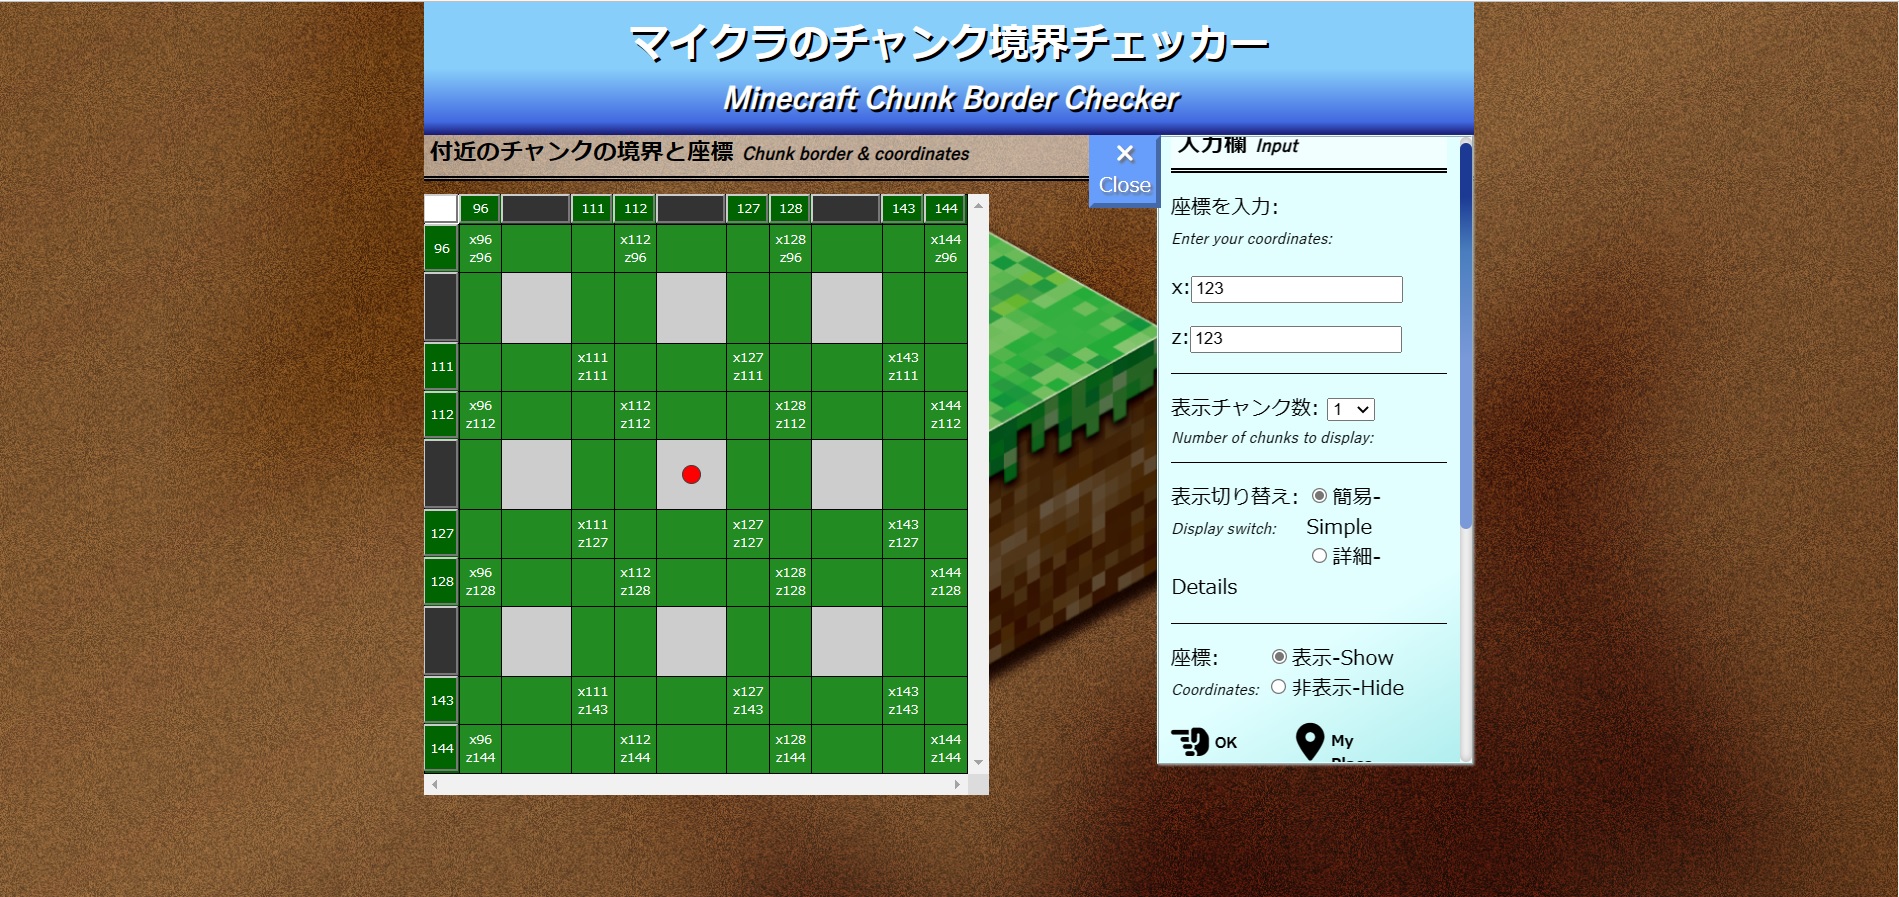 マイクラのチャンク境界チェッカー
Minecraft Chunk Border Checker
付近のチャンクの境界と座標 Chunk border & coordinates
96 111 112 127 128 143 144
96 x96 z96 x112 z96 x128 z96 x144 z96
111 x111 z111 x127 z111 x143 z111
112 x96 z112 x112 z112 x128 z112 x144 z112
127 x111 z127 x127 z127 x143 z127
128 x96 z128 x112 z128 x128 z128 x144 z128
143 x111 z143 x127 z143 x143 z143
144 x96 z144 x112 z144 x128 z144 x144 z144
×
Close
入力欄 Input
座標を入力:
Enter your coordinates:
x: 123
z: 123
表示チャンク数: 1
Number of chunks to display:
表示切り替え: 簡易-
Display switch: Simple
詳細-
Details
座標: 表示-Show
Coordinates: 非表示-Hide
OK My
Place